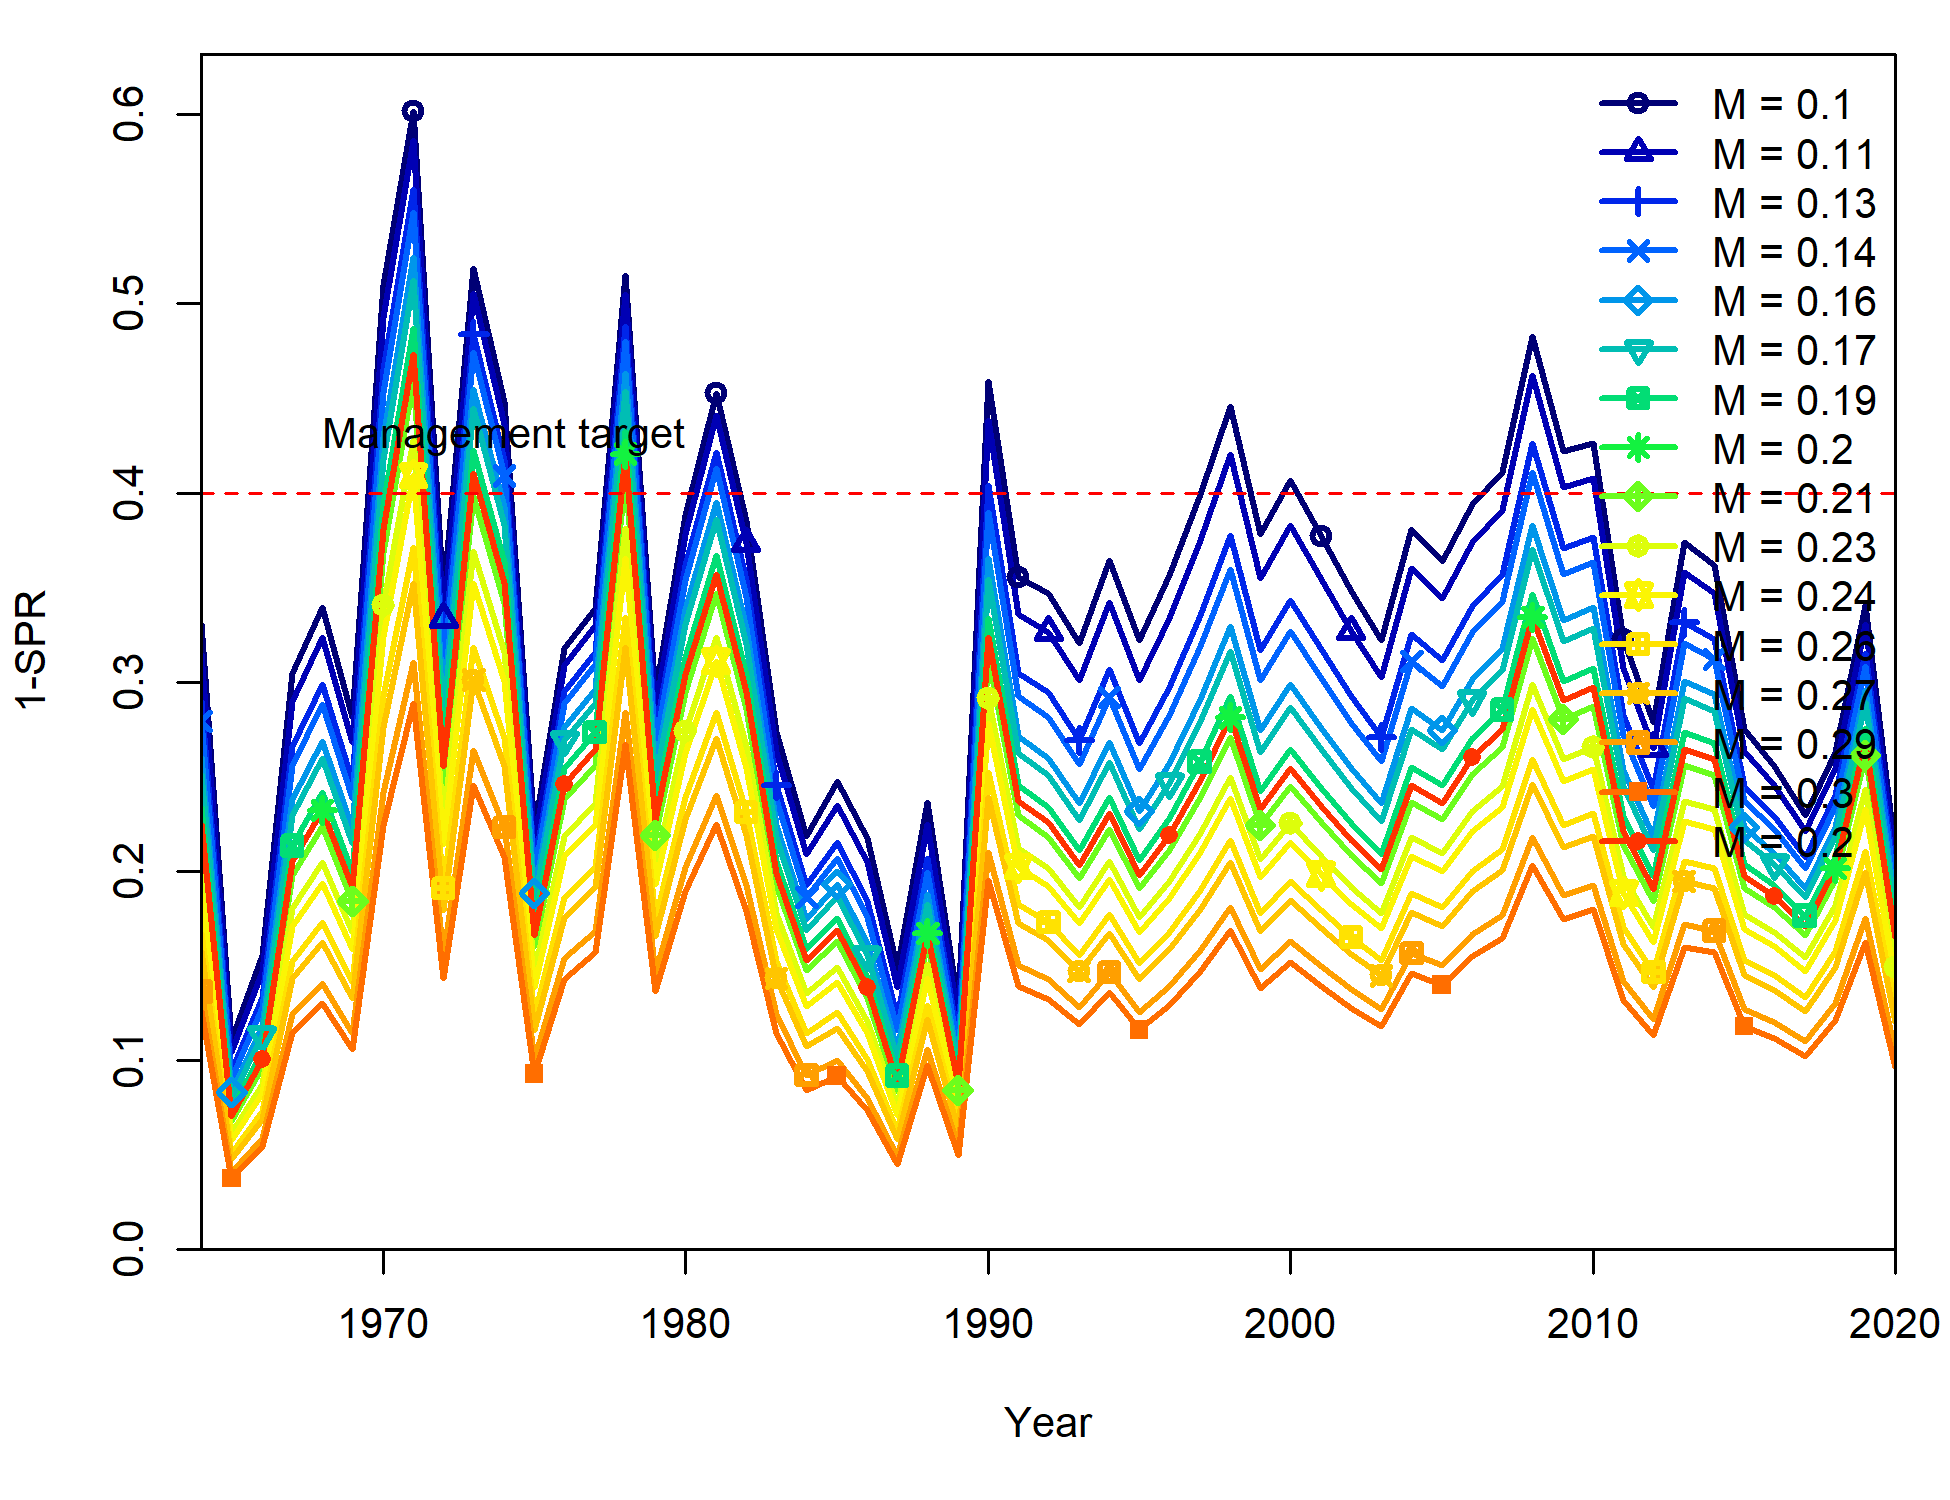 0.6
0.5
0.4
0.3
0.2
0.1
0.0
1-SPR
Management target
M = 0.1
M = 0.11
M = 0.13
M = 0.14
M = 0.16
M = 0.17
M = 0.19
M = 0.2
M = 0.21
M = 0.23
M = 0.24
M = 0.26
M = 0.27
M = 0.29
M = 0.3
M = 0.2
1970 1980 1990 2000 2010 2020
Year